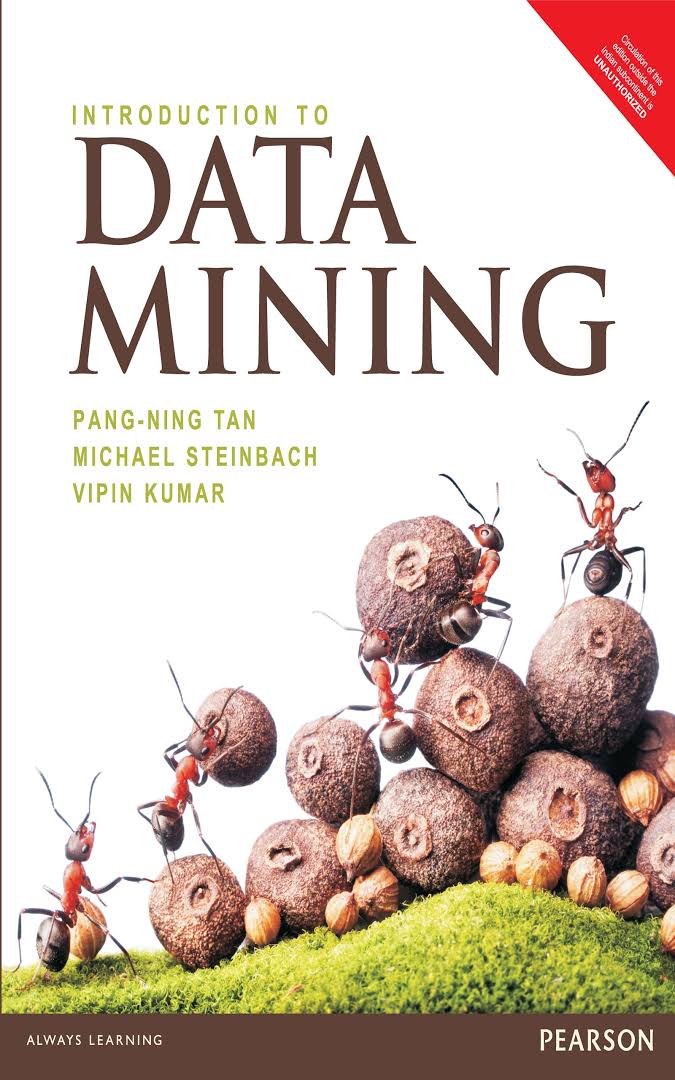 Circulation of this
edition outside the
Indian subcontinent is
UNAUTHORIZED
INTRODUCTION TO
DATA
MINING
PANG-NING TAN
MICHAEL STEINBACH
VIPIN KUMAR
ALWAYS LEARNING
PEARSON